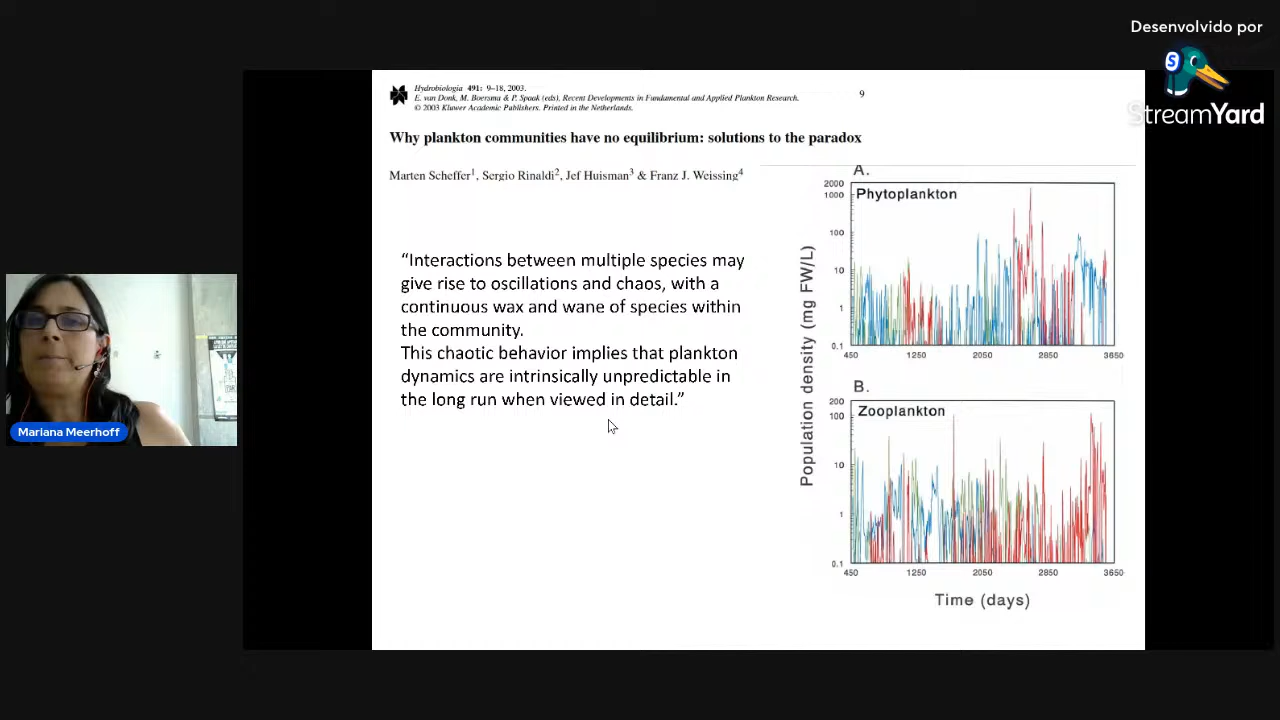 Desenvolvido por
StreamYard
Hydrobiologia 491: 9–18, 2003.
E. van Donk, M. Boersma & P. Spaak (eds), Recent Developments in Fundamental and Applied Plankton Research.
© 2003 Kluwer Academic Publishers. Printed in the Netherlands.
9
Why plankton communities have no equilibrium: solutions to the paradox
Marten Scheffer1, Sergio Rinaldi2, Jef Huisman3 & Franz J. Weissing4
“Interactions between multiple species may
give rise to oscillations and chaos, with a
continuous wax and wane of species within
the community.
This chaotic behavior implies that plankton
dynamics are intrinsically unpredictable in
the long run when viewed in detail.”
A.
Phytoplankton
2000
1000
100
10
1
0.1
450 1250 2050 2850 3650
Population density (mg FW/L)
B.
Zooplankton
200
100
10
1
0.1
450 1250 2050 2850 3650
Time (days)
Mariana Meerhoff